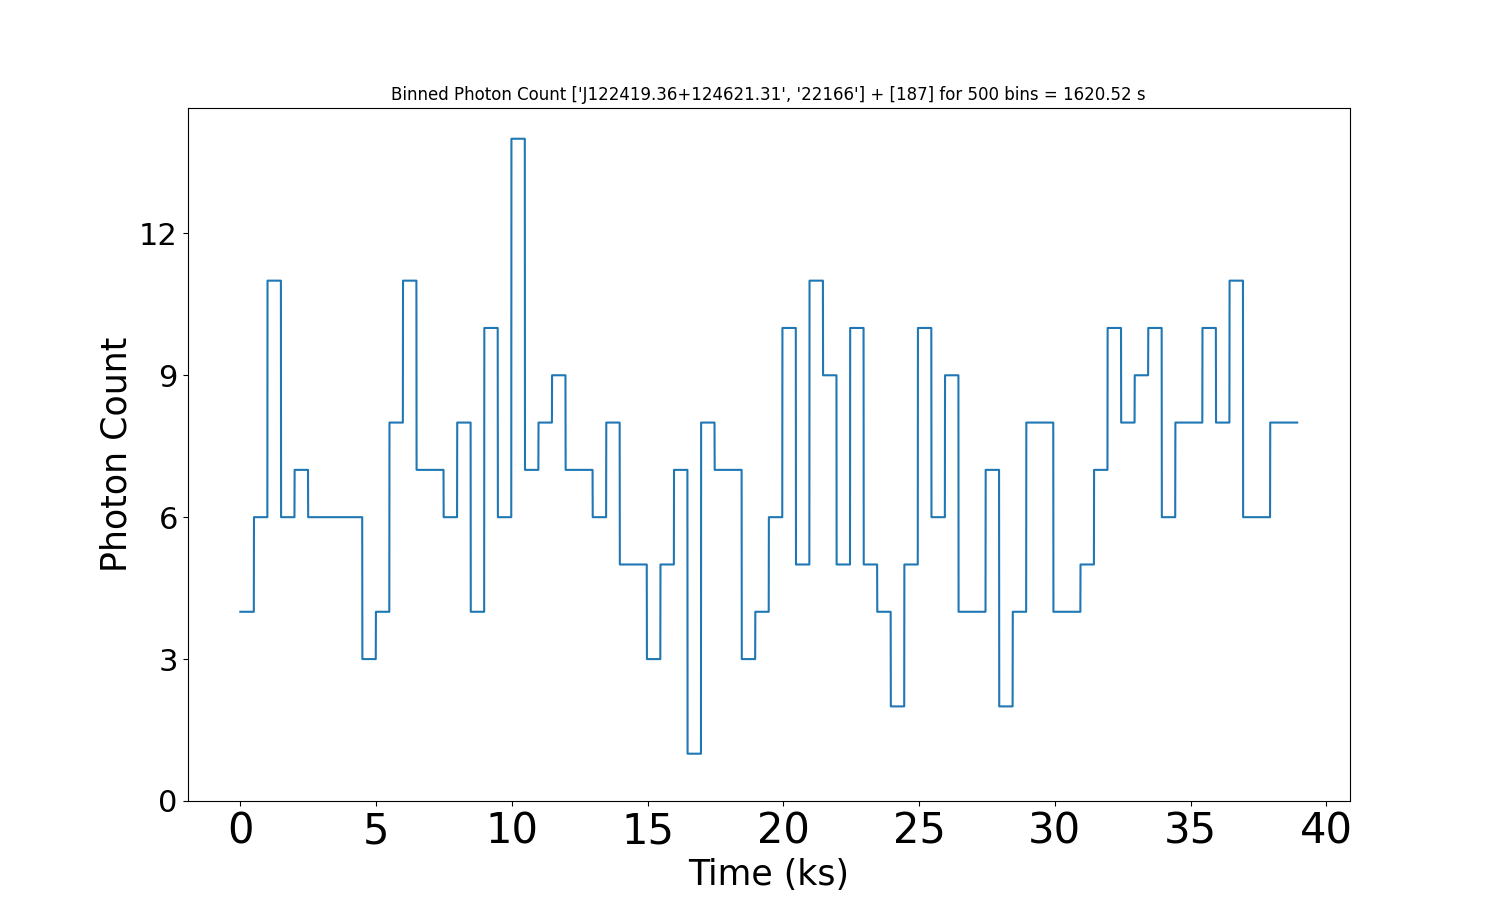 Binned Photon Count ['J122419.36+124621.31', '22166'] + [187] for 500 bins = 1620.52 s
Photon Count
12
9
6
3
0
0 5 10 15 20 25 30 35 40
Time (ks)